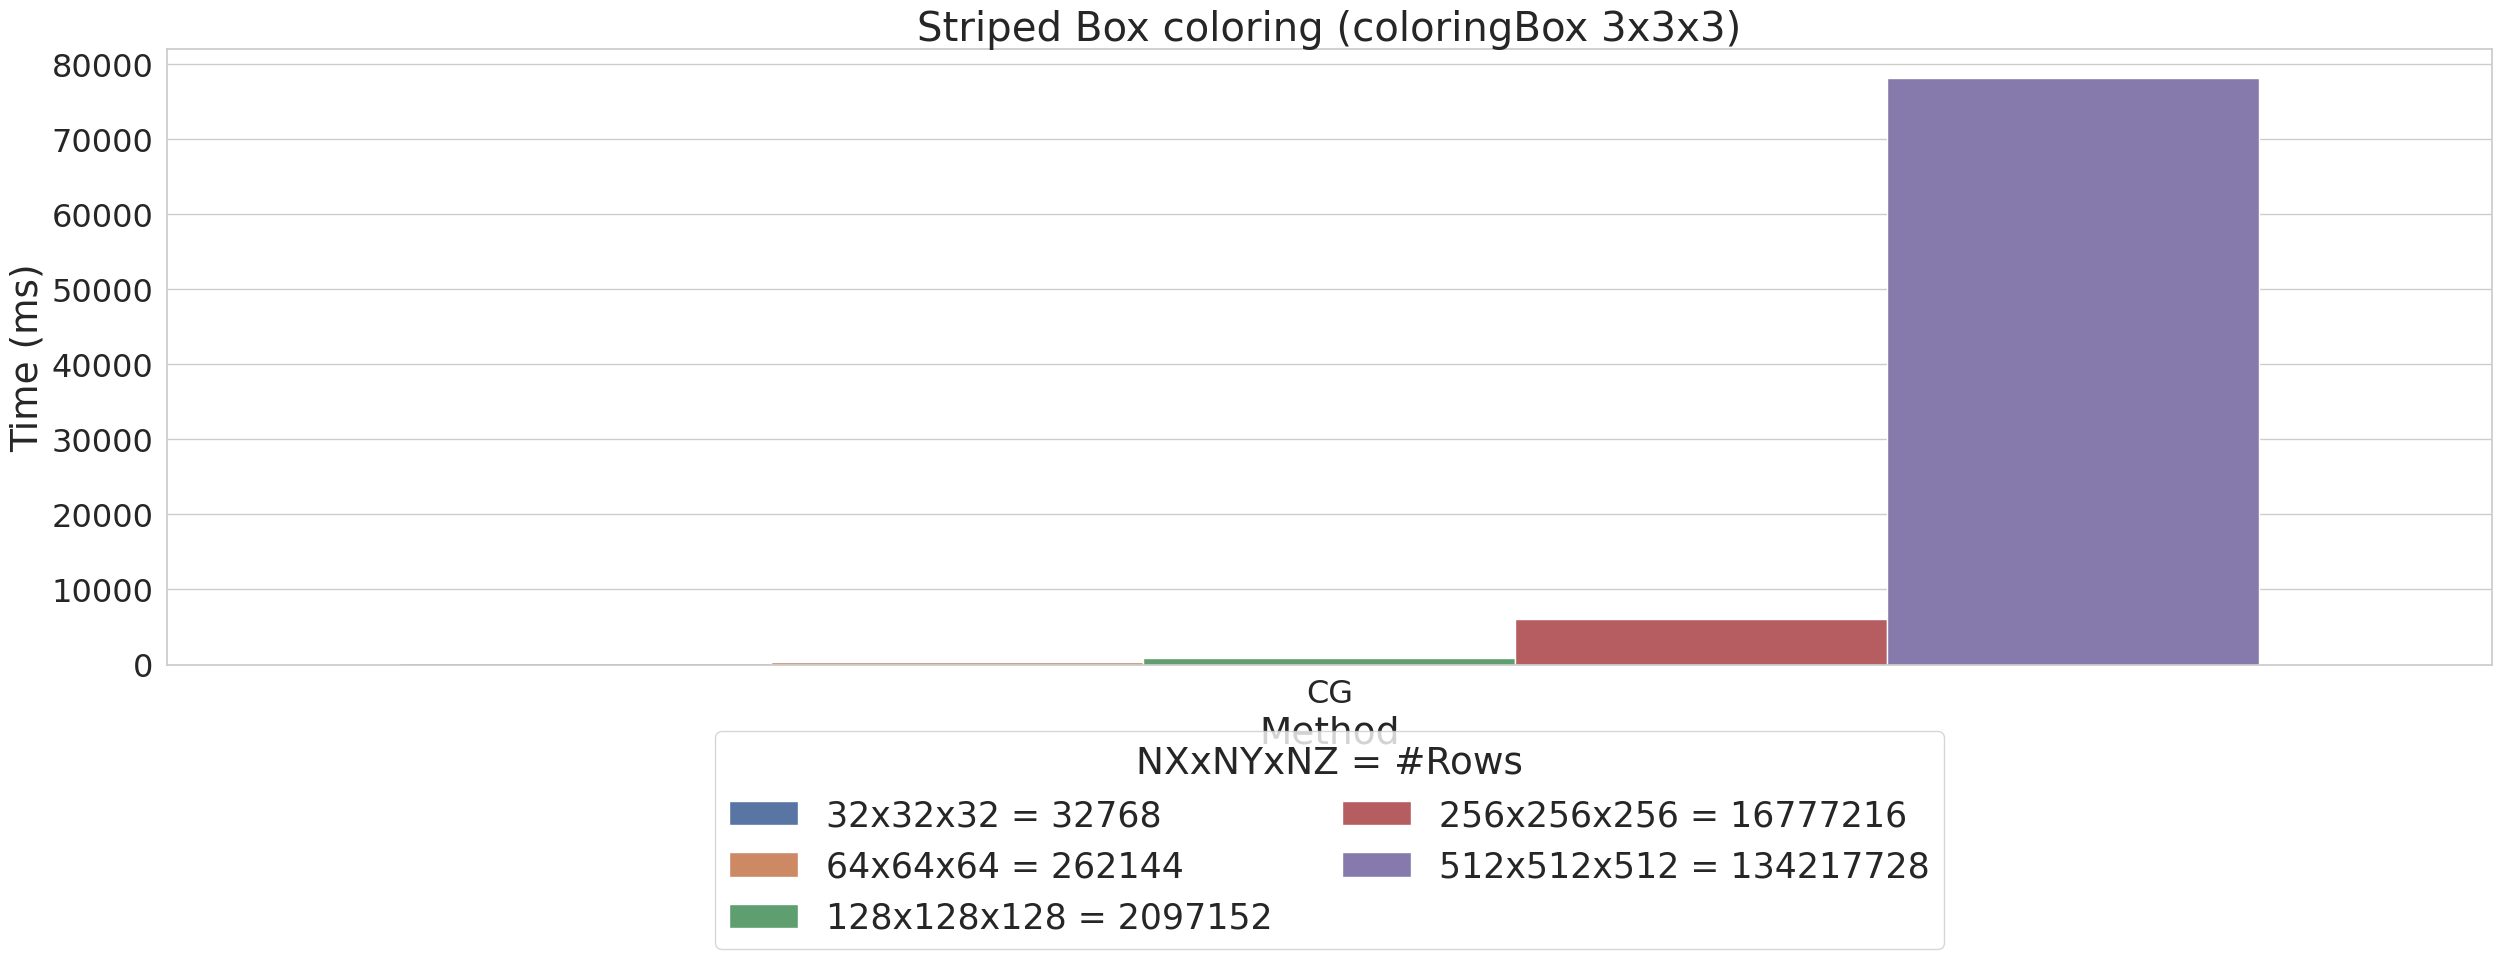 Striped Box coloring (coloringBox 3x3x3)
Time (ms)
80000
70000
60000
50000
40000
30000
20000
10000
0
CG
Method
NXxNYxNZ = #Rows
32x32x32 = 32768
64x64x64 = 262144
128x128x128 = 2097152
256x256x256 = 16777216
512x512x512 = 134217728